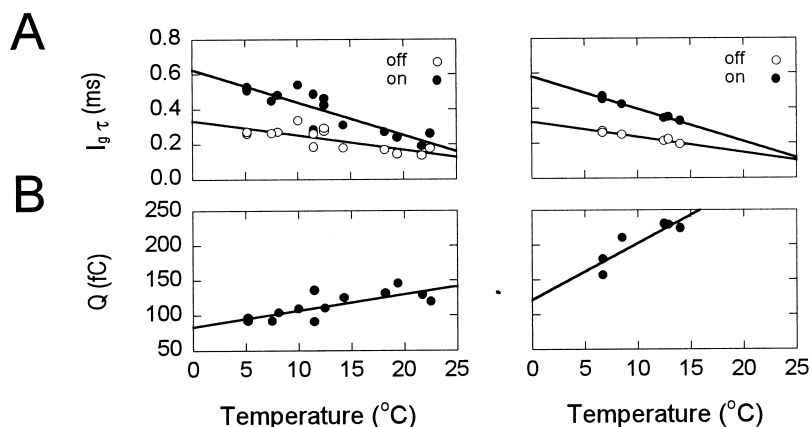 A
0.8
0.6
0.4
0.2
0.0
I_g τ (ms)
off ○
on ●
off ○
on ●
B
250
200
150
100
50
Q (fC)
0 5 10 15 20 25
0 5 10 15 20 25
Temperature (°C)
Temperature (°C)